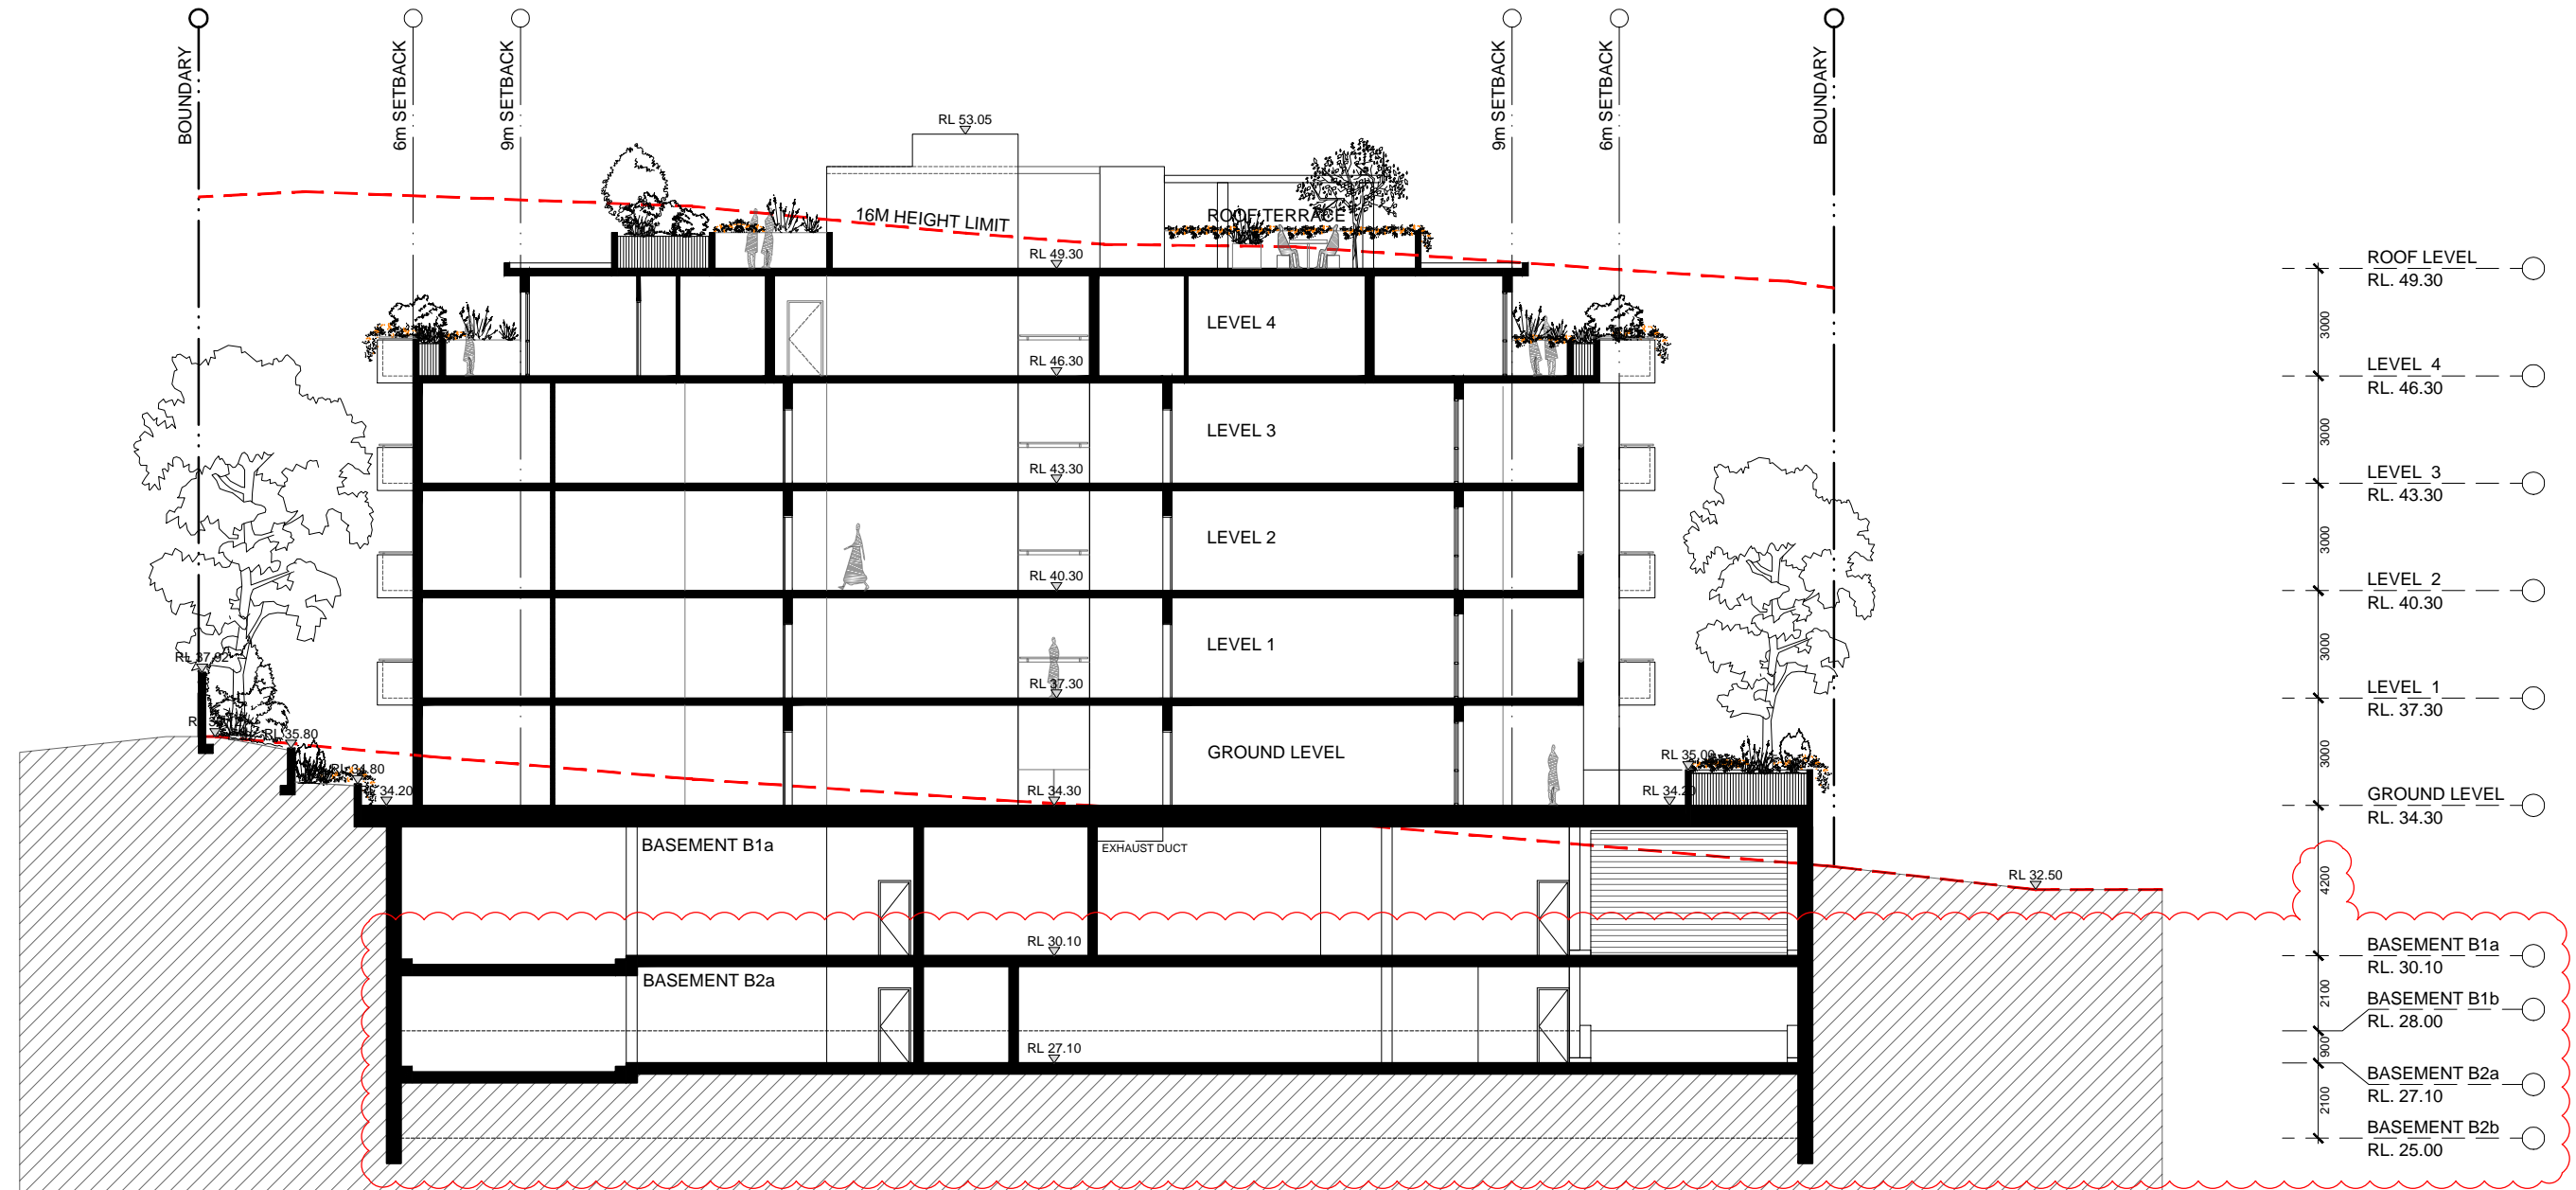 BOUNDARY
6m SETBACK
9m SETBACK
9m SETBACK
6m SETBACK
BOUNDARY
RL 53.05
16M HEIGHT LIMIT
ROOF TERRACE
RL 49.30
ROOF LEVEL
RL. 49.30
LEVEL 4
3000
RL 46.30
LEVEL 4
RL. 46.30
LEVEL 3
3000
RL 43.30
LEVEL 3
RL. 43.30
LEVEL 2
3000
RL 40.30
LEVEL 2
RL. 40.30
LEVEL 1
3000
RL 37.92
RL 37.30
LEVEL 1
RL. 37.30
RL 35.80
GROUND LEVEL
RL 35.00
3000
RL 34.80
RL 34.20
RL 34.30
RL 34.20
GROUND LEVEL
RL. 34.30
BASEMENT B1a
EXHAUST DUCT
RL 32.50
4200
RL 30.10
BASEMENT B1a
RL. 30.10
BASEMENT B2a
2100
BASEMENT B1b
RL. 28.00
900
RL 27.10
BASEMENT B2a
RL. 27.10
2100
BASEMENT B2b
RL. 25.00